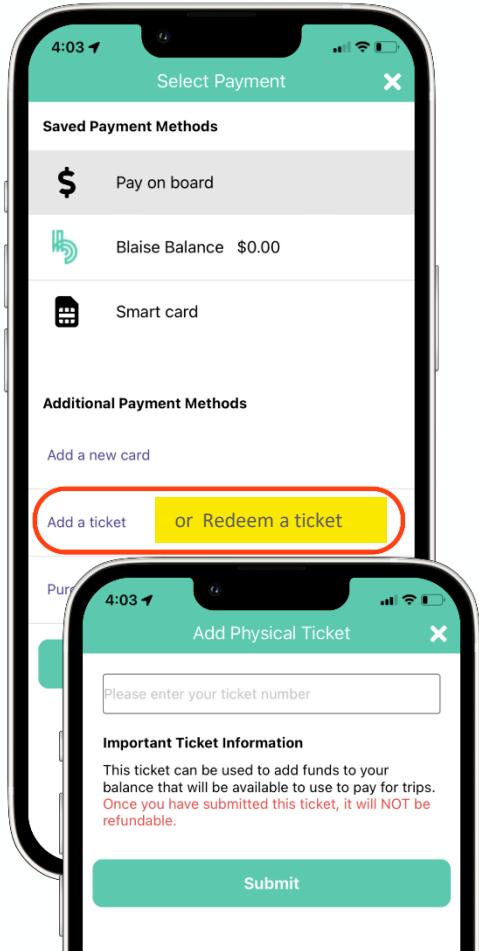 4:03
Select Payment
Saved Payment Methods
Pay on board
Blaise Balance $0.00
Smart card
Additional Payment Methods
Add a new card
Add a ticket or Redeem a ticket
4:03
Add Physical Ticket
Please enter your ticket number
Important Ticket Information
This ticket can be used to add funds to your
balance that will be available to use to pay for trips.
Once you have submitted this ticket, it will NOT be
refundable.
Submit